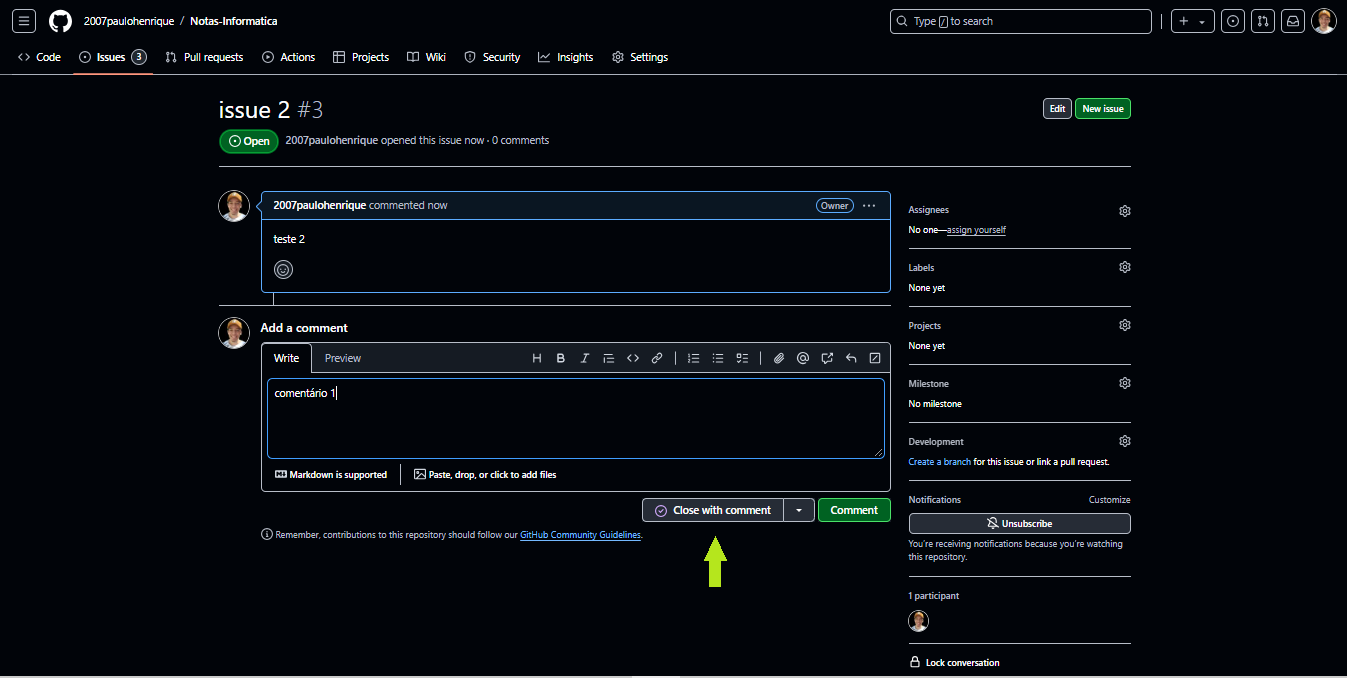 2007paulohenrique / Notas-Informatica
Type / to search
Code Issues 3 Pull requests Actions Projects Wiki Security Insights Settings
issue 2 #3
Edit New issue
Open 2007paulohenrique opened this issue now · 0 comments
2007paulohenrique commented now Owner
teste 2
Add a comment
Write Preview
comentário 1
Markdown is supported Paste, drop, or click to add files
Close with comment Comment
Remember, contributions to this repository should follow our GitHub Community Guidelines.
Assignees
No one—assign yourself
Labels
None yet
Projects
None yet
Milestone
No milestone
Development
Create a branch for this issue or link a pull request.
Notifications Customize
Unsubscribe
You're receiving notifications because you're watching
this repository.
1 participant
Lock conversation